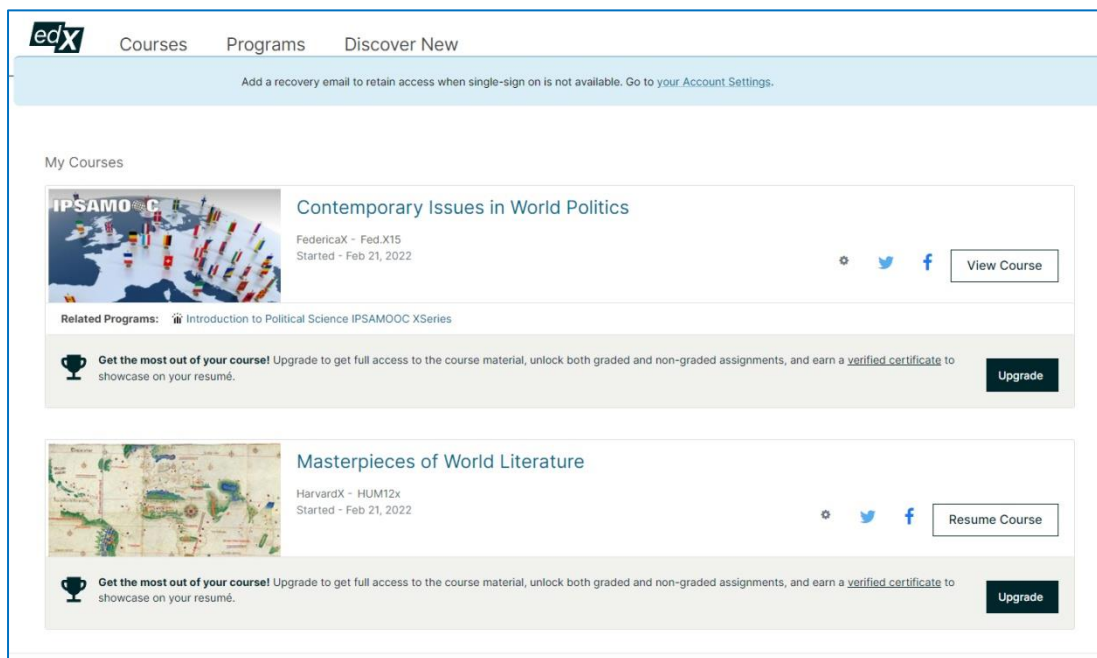 edX
Courses Programs Discover New
Add a recovery email to retain access when single-sign on is not available. Go to your Account Settings.
My Courses
IPSAMOOC
Contemporary Issues in World Politics
FedericaX - Fed.X15
Started - Feb 21, 2022
View Course
Related Programs: Introduction to Political Science IPSAMOOC XSeries
Get the most out of your course! Upgrade to get full access to the course material, unlock both graded and non-graded assignments, and earn a verified certificate to
showcase on your resumé.
Upgrade
Masterpieces of World Literature
HarvardX - HUM12x
Started - Feb 21, 2022
Resume Course
Get the most out of your course! Upgrade to get full access to the course material, unlock both graded and non-graded assignments, and earn a verified certificate to
showcase on your resumé.
Upgrade